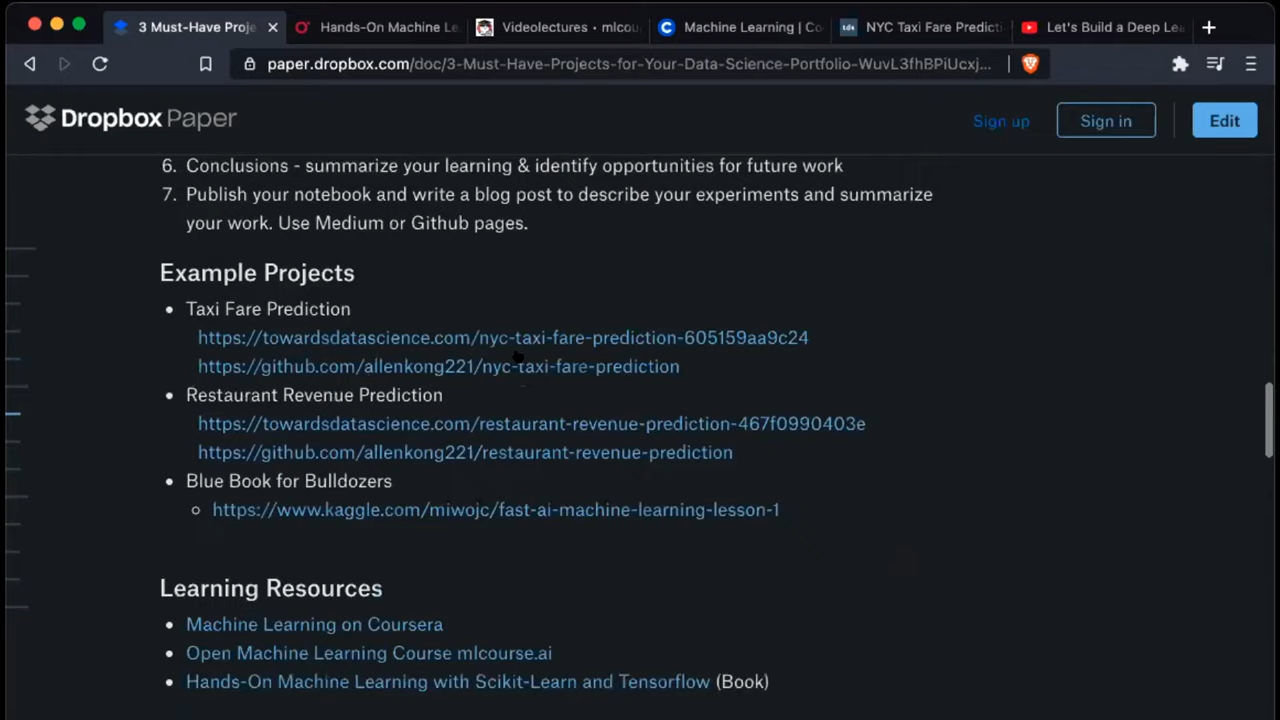 3 Must-Have Proje
Hands-On Machine Le
Videolectures • mlcou
Machine Learning | Co
NYC Taxi Fare Predicti
Let's Build a Deep Lea
paper.dropbox.com/doc/3-Must-Have-Projects-for-Your-Data-Science-Portfolio-WuvL3fhBPiUcxj...
Dropbox Paper
Sign up
Sign in
Edit
6. Conclusions - summarize your learning & identify opportunities for future work
7. Publish your notebook and write a blog post to describe your experiments and summarize
your work. Use Medium or Github pages.
Example Projects
• Taxi Fare Prediction
https://towardsdatascience.com/nyc-taxi-fare-prediction-605159aa9c24
https://github.com/allenkong221/nyc-taxi-fare-prediction
• Restaurant Revenue Prediction
https://towardsdatascience.com/restaurant-revenue-prediction-467f0990403e
https://github.com/allenkong221/restaurant-revenue-prediction
• Blue Book for Bulldozers
https://www.kaggle.com/miwojc/fast-ai-machine-learning-lesson-1
Learning Resources
• Machine Learning on Coursera
• Open Machine Learning Course mlcourse.ai
• Hands-On Machine Learning with Scikit-Learn and Tensorflow (Book)